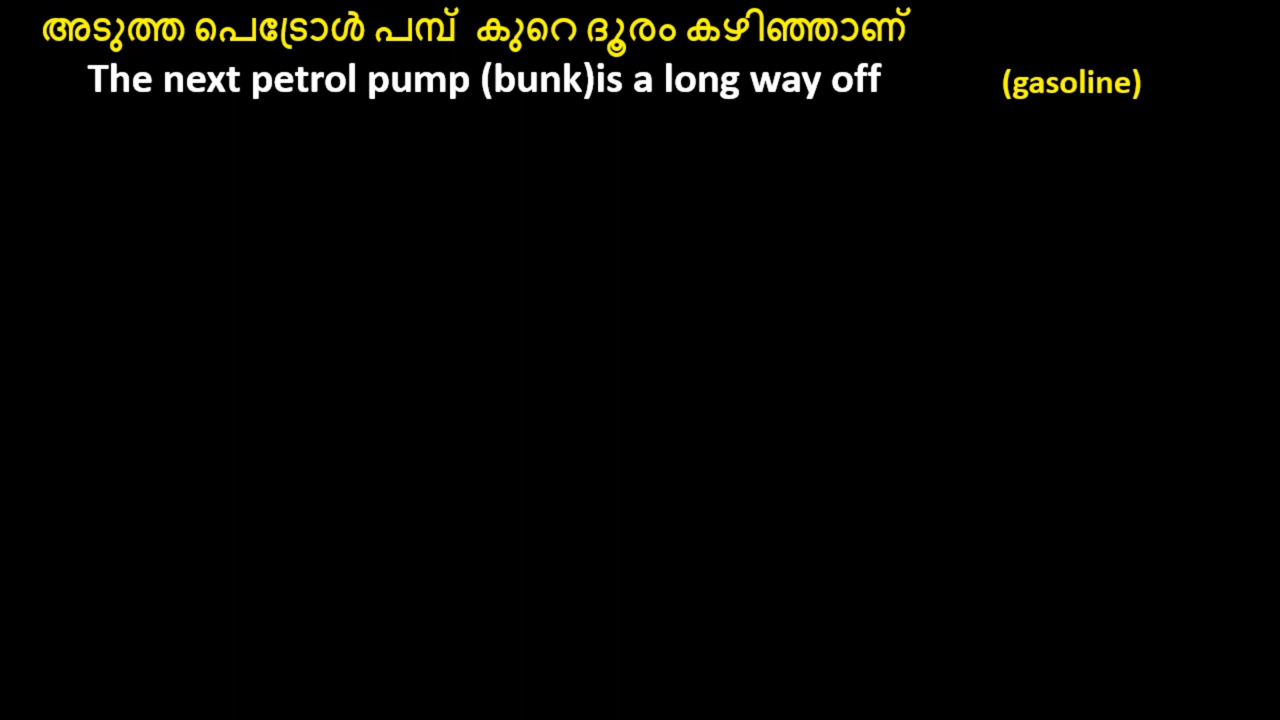 അടുത്ത പെട്രോൾ പമ്പ് കുറെ ദൂരം കഴിഞ്ഞാണ്
The next petrol pump (bunk)is a long way off (gasoline)